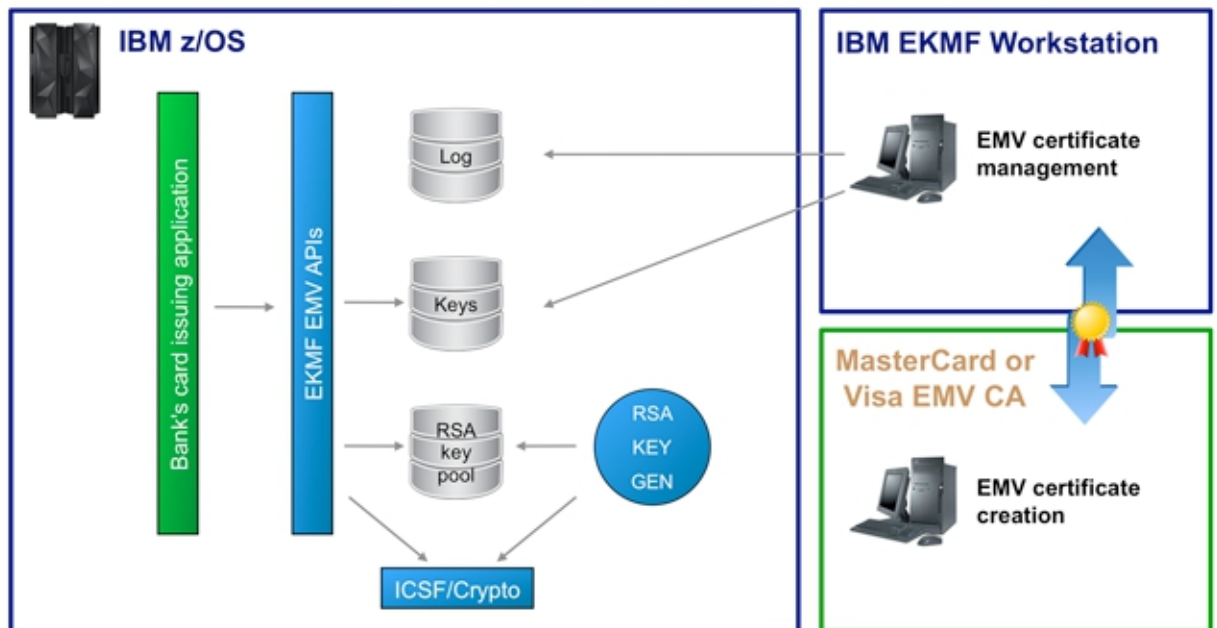 IBM z/OS
Bank's card issuing application
EKMF EMV APIs
Log
Keys
RSA
key
pool
RSA
KEY
GEN
ICSF/Crypto
IBM EKMF Workstation
EMV certificate
management
MasterCard or
Visa EMV CA
EMV certificate
creation